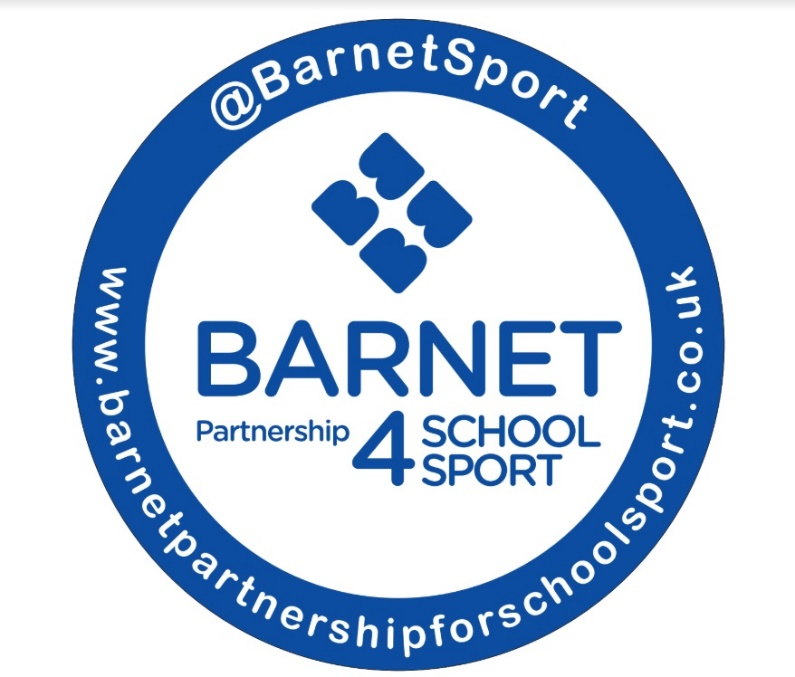 @BarnetSport
BARNET
Partnership 4 SCHOOL
SPORT
www.barnetpartnershipforschoolsport.co.uk